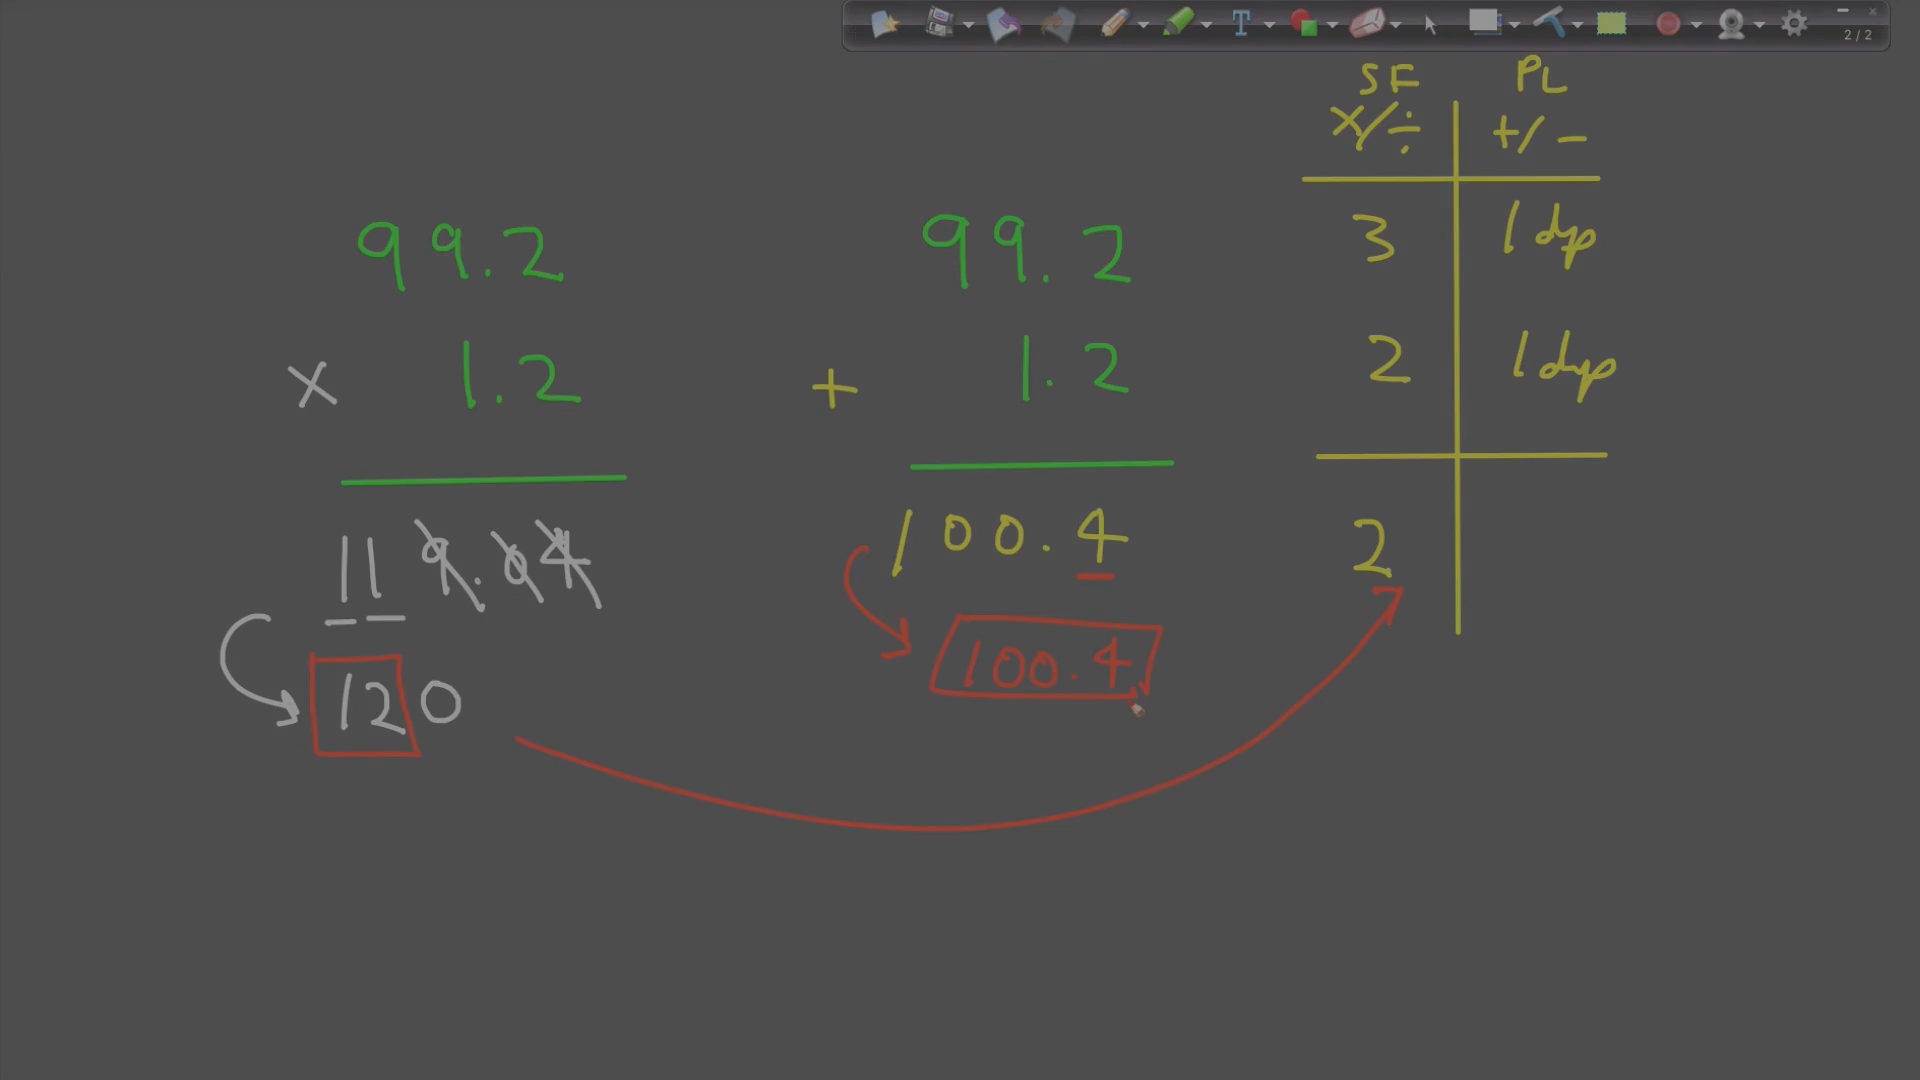 2 / 2
SF PL
×/÷ +/−
99.2 99.2 3 1dp
× 1.2 + 1.2 2 1dp
119.04 100.4 2
120 100.4